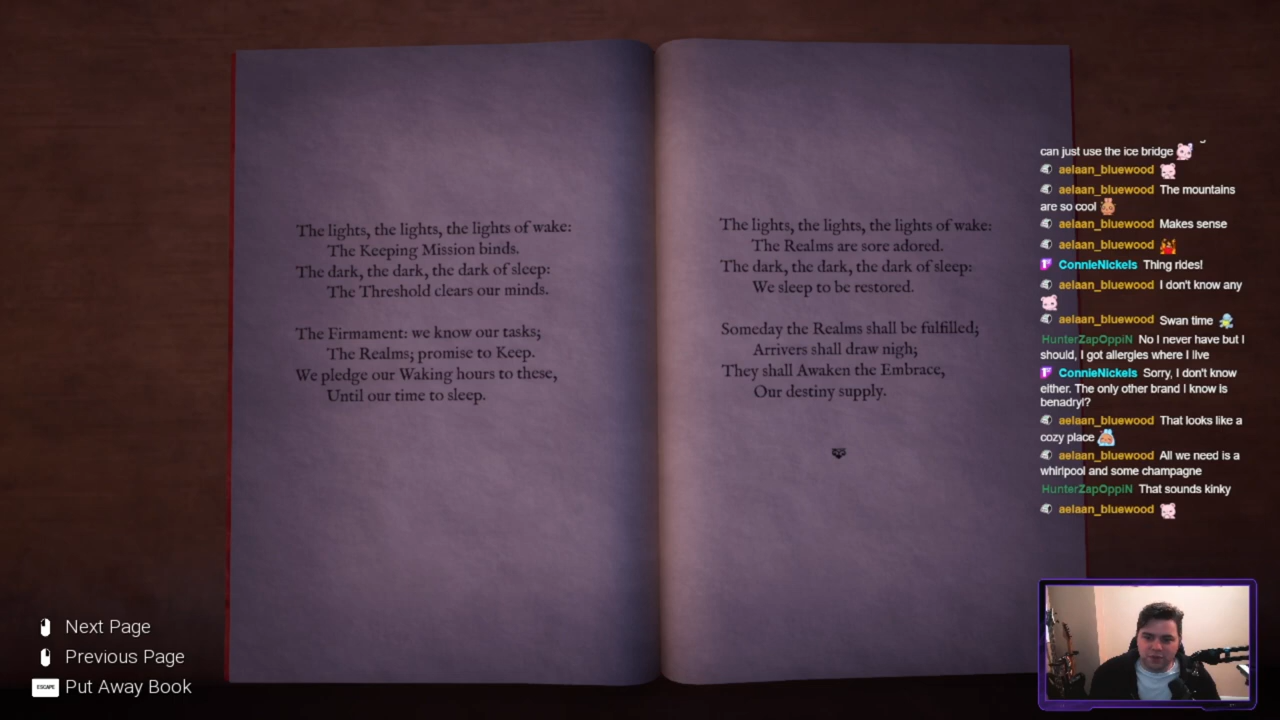 The lights, the lights, the lights of wake:
The Keeping Mission binds.
The dark, the dark, the dark of sleep:
The Threshold clears our minds.
The Firmament: we know our tasks;
The Realms; promise to Keep.
We pledge our Waking hours to these,
Until our time to sleep.
The lights, the lights, the lights of wake:
The Realms are sore adored.
The dark, the dark, the dark of sleep:
We sleep to be restored.
Someday the Realms shall be fulfilled;
Arrivers shall draw nigh;
They shall Awaken the Embrace,
Our destiny supply.
can just use the ice bridge
aelaan_bluewood
aelaan_bluewood The mountains
are so cool
aelaan_bluewood Makes sense
aelaan_bluewood
ConnieNickels Thing rides!
aelaan_bluewood I don't know any
aelaan_bluewood Swan time
HunterZapOppiN No I never have but I
should, I got allergies where I live
ConnieNickels Sorry, I don't know
either. The only other brand I know is
benadryl?
aelaan_bluewood That looks like a
cozy place
aelaan_bluewood All we need is a
whirlpool and some champagne
HunterZapOppiN That sounds kinky
aelaan_bluewood
Next Page
Previous Page
ESCAPE Put Away Book